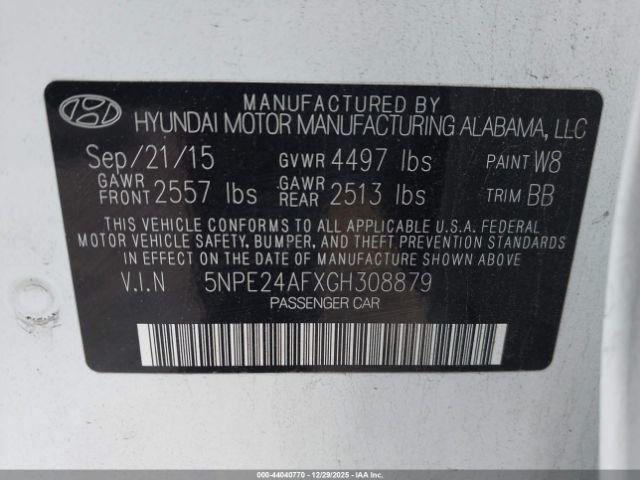 MANUFACTURED BY
HYUNDAI MOTOR MANUFACTURING ALABAMA, LLC
Sep/21/15 GVWR 4497 lbs PAINT W8
GAWR FRONT 2557 lbs GAWR REAR 2513 lbs TRIM BB
THIS VEHICLE CONFORMS TO ALL APPLICABLE U.S.A. FEDERAL
MOTOR VEHICLE SAFETY, BUMPER, AND THEFT PREVENTION STANDARDS
IN EFFECT ON THE DATE OF MANUFACTURE SHOWN ABOVE.
V.I.N 5NPE24AFXGH308879
PASSENGER CAR
000-44040770 — 12/29/2025 — IAAI.COM